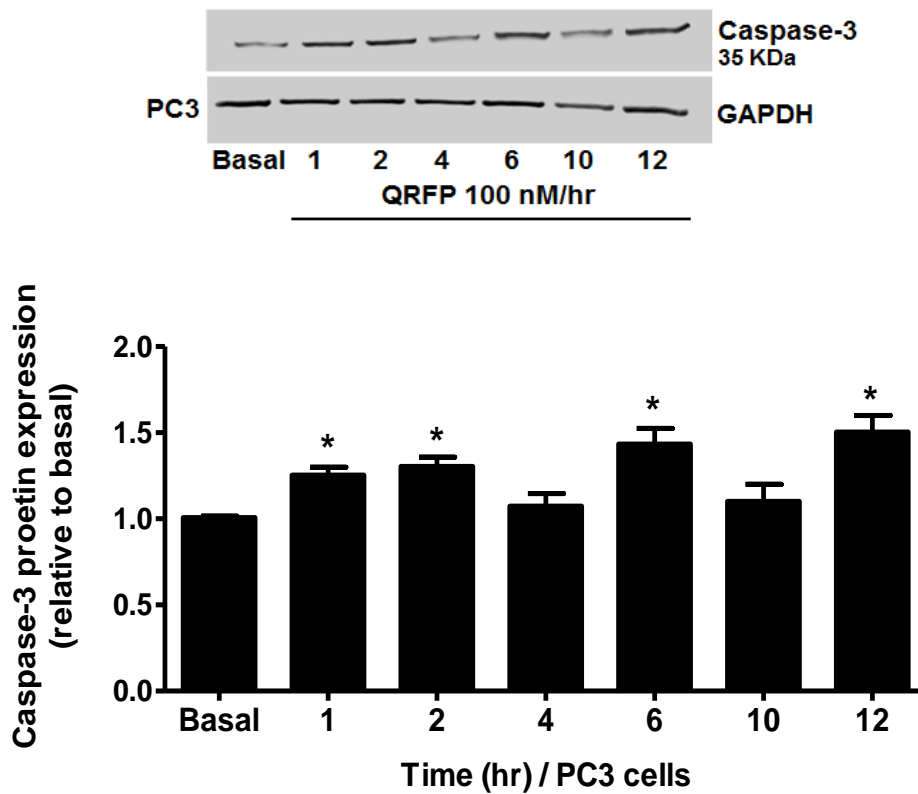 Caspase-3
35 KDa
PC3
GAPDH
Basal 1 2 4 6 10 12
QRFP 100 nM/hr
Caspase-3 proetin expression
(relative to basal)
2.0
1.5
1.0
0.5
0.0
* * * *
Basal 1 2 4 6 10 12
Time (hr) / PC3 cells